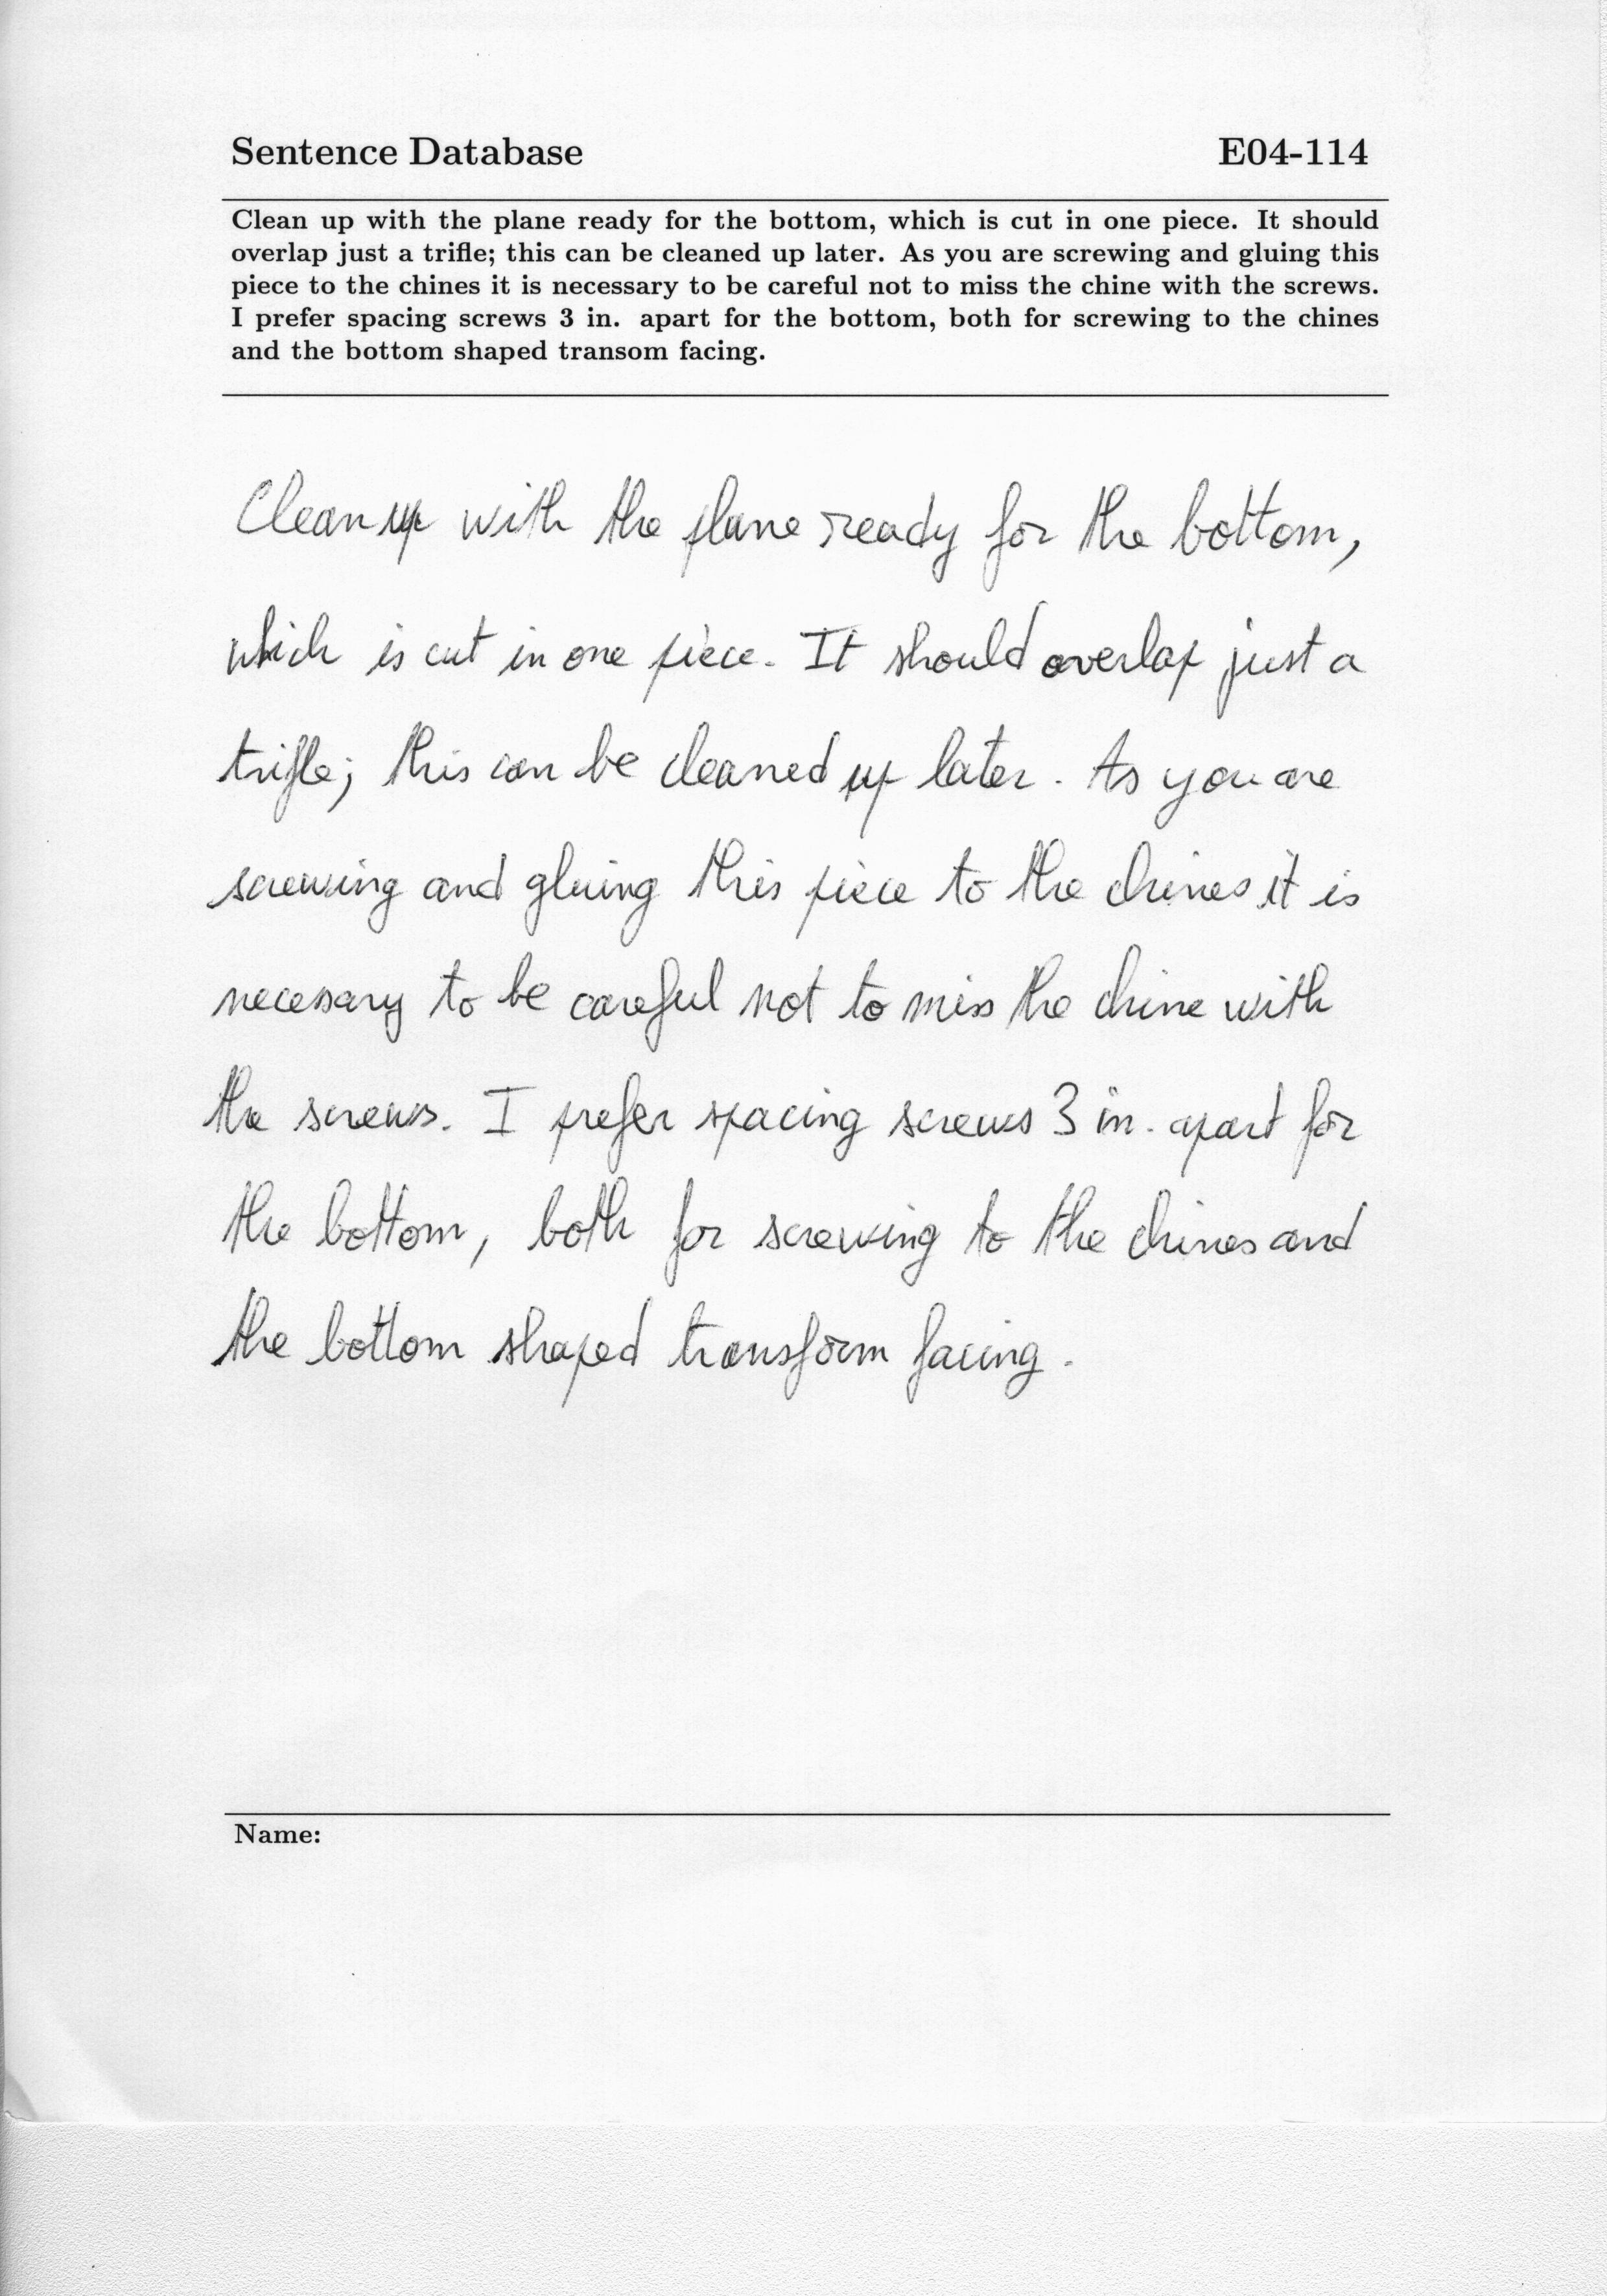 Sentence Database E04-114
Clean up with the plane ready for the bottom, which is cut in one piece. It should
overlap just a trifle; this can be cleaned up later. As you are screwing and gluing this
piece to the chines it is necessary to be careful not to miss the chine with the screws.
I prefer spacing screws 3 in. apart for the bottom, both for screwing to the chines
and the bottom shaped transom facing.
Clean up with the plane ready for the bottom,
which is cut in one piece. It should overlap just a
trifle; this can be cleaned up later. As you are
screwing and gluing this piece to the chines it is
necessary to be careful not to miss the chine with
the screws. I prefer spacing screws 3 in. apart for
the bottom, both for screwing to the chines and
the bottom shaped transform facing.
Name: